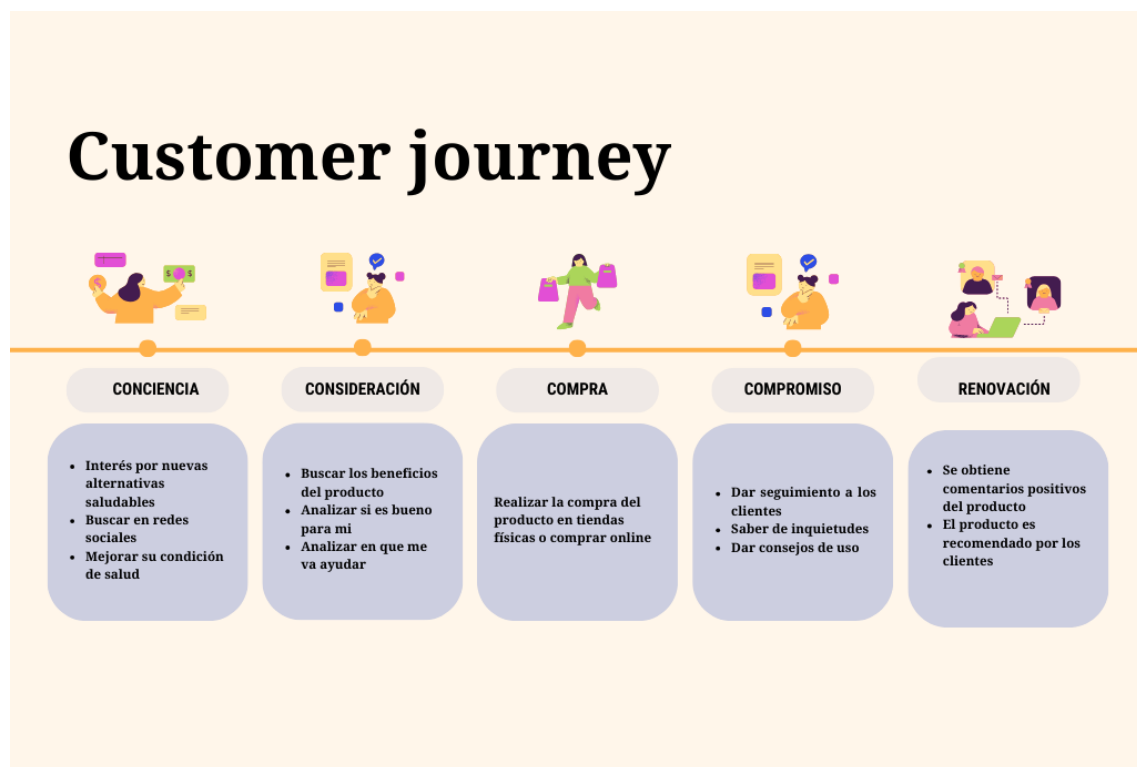 Customer journey
CONCIENCIA
CONSIDERACIÓN
COMPRA
COMPROMISO
RENOVACIÓN
• Interés por nuevas
alternativas
saludables
• Buscar en redes
sociales
• Mejorar su condición
de salud
• Buscar los beneficios
del producto
• Analizar si es bueno
para mi
• Analizar en que me
va ayudar
Realizar la compra del
producto en tiendas
físicas o comprar online
• Dar seguimiento a los
clientes
• Saber de inquietudes
• Dar consejos de uso
• Se obtiene
comentarios positivos
del producto
• El producto es
recomendado por los
clientes